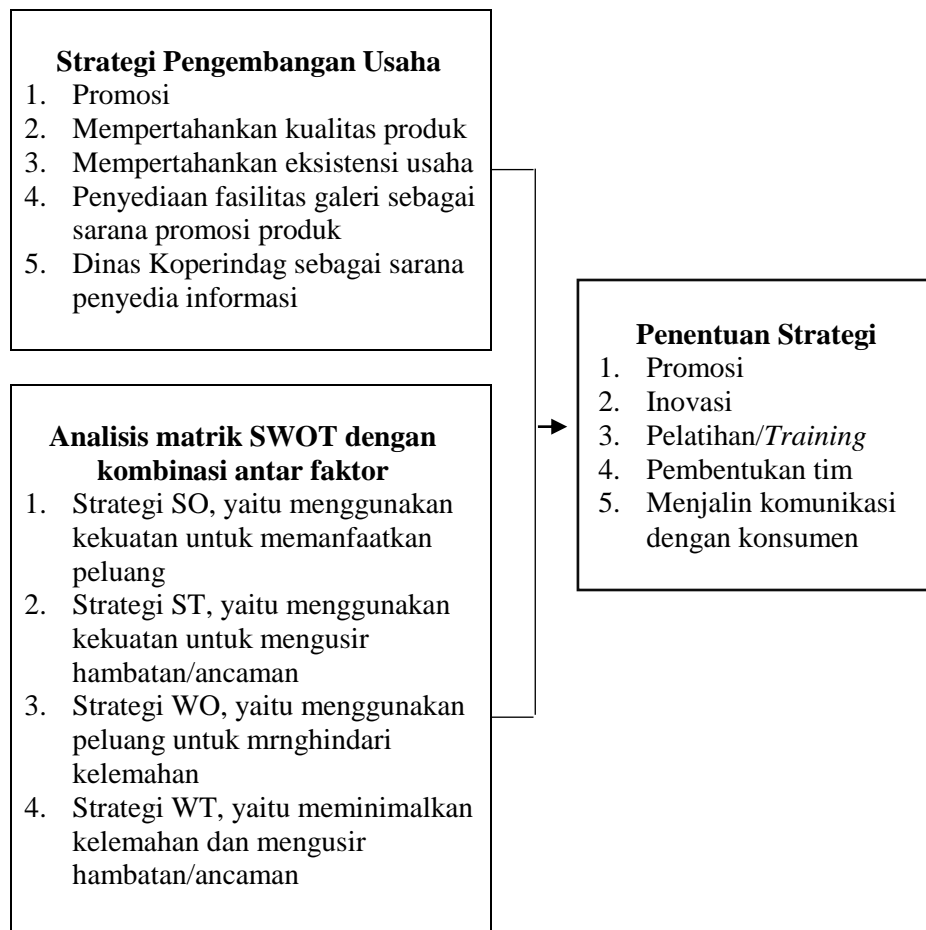 Strategi Pengembangan Usaha
1. Promosi
2. Mempertahankan kualitas produk
3. Mempertahankan eksistensi usaha
4. Penyediaan fasilitas galeri sebagai
sarana promosi produk
5. Dinas Koperindag sebagai sarana
penyedia informasi
Analisis matrik SWOT dengan
kombinasi antar faktor
1. Strategi SO, yaitu menggunakan
kekuatan untuk memanfaatkan
peluang
2. Strategi ST, yaitu menggunakan
kekuatan untuk mengusir
hambatan/ancaman
3. Strategi WO, yaitu menggunakan
peluang untuk mrnghindari
kelemahan
4. Strategi WT, yaitu meminimalkan
kelemahan dan mengusir
hambatan/ancaman
Penentuan Strategi
1. Promosi
2. Inovasi
3. Pelatihan/Training
4. Pembentukan tim
5. Menjalin komunikasi
dengan konsumen